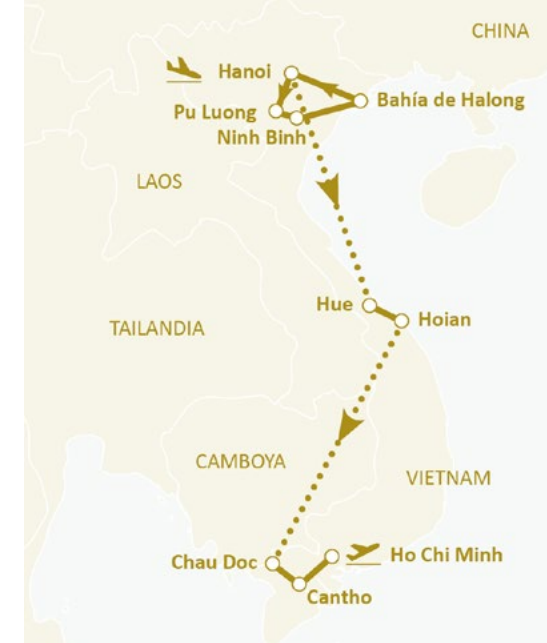 CHINA
Hanoi
Bahía de Halong
Pu Luong
Ninh Binh
LAOS
Hue
Hoian
TAILANDIA
CAMBOYA
VIETNAM
Chau Doc
Ho Chi Minh
Cantho